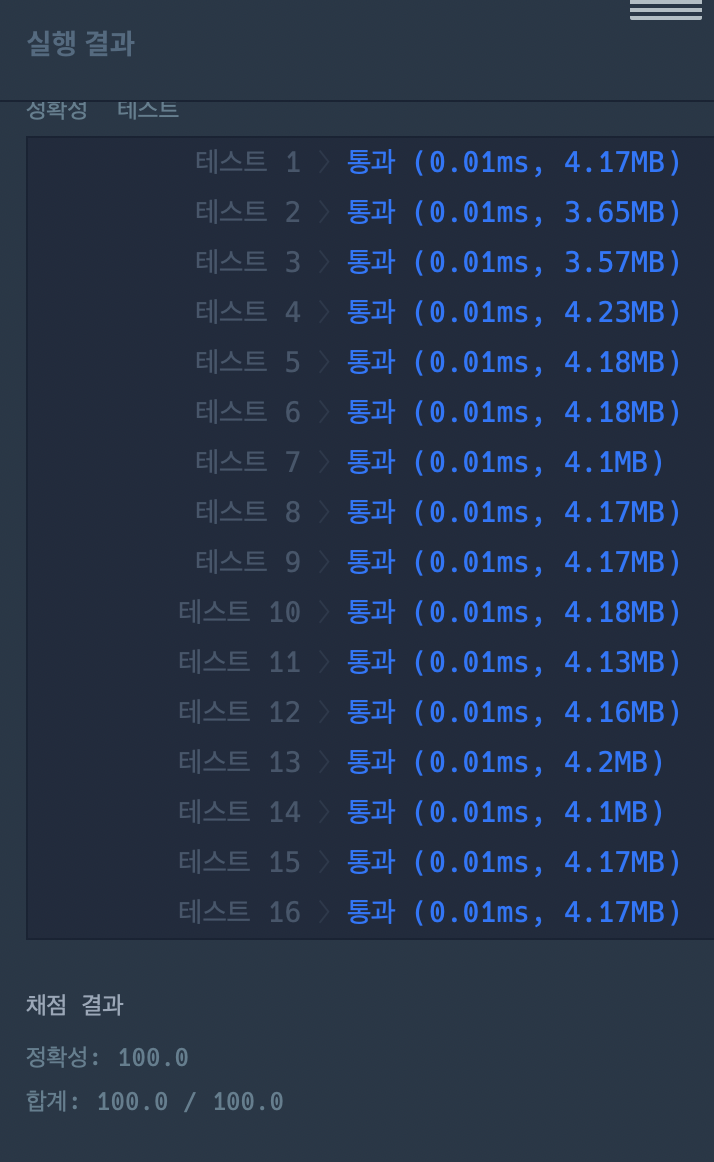 실행 결과
정확성  테스트
테스트 1 〉 통과 (0.01ms, 4.17MB)
테스트 2 〉 통과 (0.01ms, 3.65MB)
테스트 3 〉 통과 (0.01ms, 3.57MB)
테스트 4 〉 통과 (0.01ms, 4.23MB)
테스트 5 〉 통과 (0.01ms, 4.18MB)
테스트 6 〉 통과 (0.01ms, 4.18MB)
테스트 7 〉 통과 (0.01ms, 4.1MB)
테스트 8 〉 통과 (0.01ms, 4.17MB)
테스트 9 〉 통과 (0.01ms, 4.17MB)
테스트 10 〉 통과 (0.01ms, 4.18MB)
테스트 11 〉 통과 (0.01ms, 4.13MB)
테스트 12 〉 통과 (0.01ms, 4.16MB)
테스트 13 〉 통과 (0.01ms, 4.2MB)
테스트 14 〉 통과 (0.01ms, 4.1MB)
테스트 15 〉 통과 (0.01ms, 4.17MB)
테스트 16 〉 통과 (0.01ms, 4.17MB)
채점 결과
정확성: 100.0
합계: 100.0 / 100.0